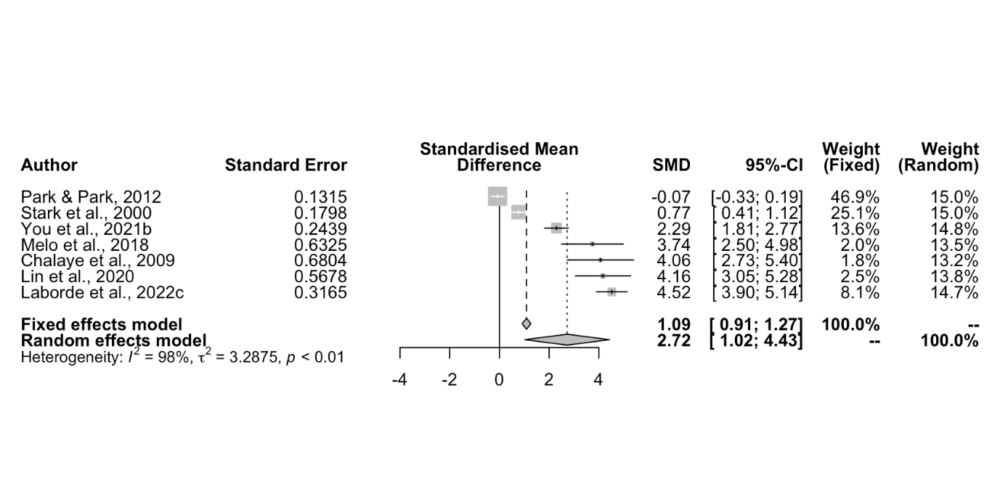 Standardised Mean Weight Weight
Author Standard Error Difference SMD 95%-CI (Fixed) (Random)
Park & Park, 2012 0.1315 -0.07 [-0.33; 0.19] 46.9% 15.0%
Stark et al., 2000 0.1798 0.77 [ 0.41; 1.12] 25.1% 15.0%
You et al., 2021b 0.2439 2.29 [ 1.81; 2.77] 13.6% 14.8%
Melo et al., 2018 0.6325 3.74 [ 2.50; 4.98] 2.0% 13.5%
Chalaye et al., 2009 0.6804 4.06 [ 2.73; 5.40] 1.8% 13.2%
Lin et al., 2020 0.5678 4.16 [ 3.05; 5.28] 2.5% 13.8%
Laborde et al., 2022c 0.3165 4.52 [ 3.90; 5.14] 8.1% 14.7%
Fixed effects model 1.09 [ 0.91; 1.27] 100.0% --
Random effects model 2.72 [ 1.02; 4.43] -- 100.0%
Heterogeneity: I² = 98%, τ² = 3.2875, p < 0.01
-4 -2 0 2 4